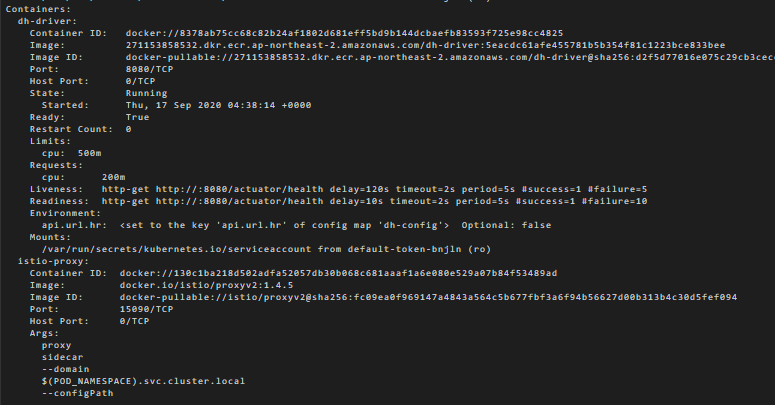 Containers:
  dh-driver:
    Container ID:   docker://8378ab75cc68c82b24af1802d681eff5bd9b144dcbaefb83593f725e98cc4825
    Image:          271153858532.dkr.ecr.ap-northeast-2.amazonaws.com/dh-driver:5eacdc61afe455781b5b354f81c1223bce833bee
    Image ID:       docker-pullable://271153858532.dkr.ecr.ap-northeast-2.amazonaws.com/dh-driver@sha256:d2f5d77016e075c29cb3cec
    Port:           8080/TCP
    Host Port:      0/TCP
    State:          Running
      Started:      Thu, 17 Sep 2020 04:38:14 +0000
    Ready:          True
    Restart Count:  0
    Limits:
      cpu:  500m
    Requests:
      cpu:      200m
    Liveness:   http-get http://:8080/actuator/health delay=120s timeout=2s period=5s #success=1 #failure=5
    Readiness:  http-get http://:8080/actuator/health delay=10s timeout=2s period=5s #success=1 #failure=10
    Environment:
      api.url.hr:  <set to the key 'api.url.hr' of config map 'dh-config'>  Optional: false
    Mounts:
      /var/run/secrets/kubernetes.io/serviceaccount from default-token-bnjln (ro)
  istio-proxy:
    Container ID:  docker://130c1ba218d502adfa52057db30b068c681aaaf1a6e080e529a07b84f53489ad
    Image:         docker.io/istio/proxyv2:1.4.5
    Image ID:      docker-pullable://istio/proxyv2@sha256:fc09ea0f969147a4843a564c5b677fbf3a6f94b56627d00b313b4c30d5fef094
    Port:          15090/TCP
    Host Port:     0/TCP
    Args:
      proxy
      sidecar
      --domain
      $(POD_NAMESPACE).svc.cluster.local
      --configPath